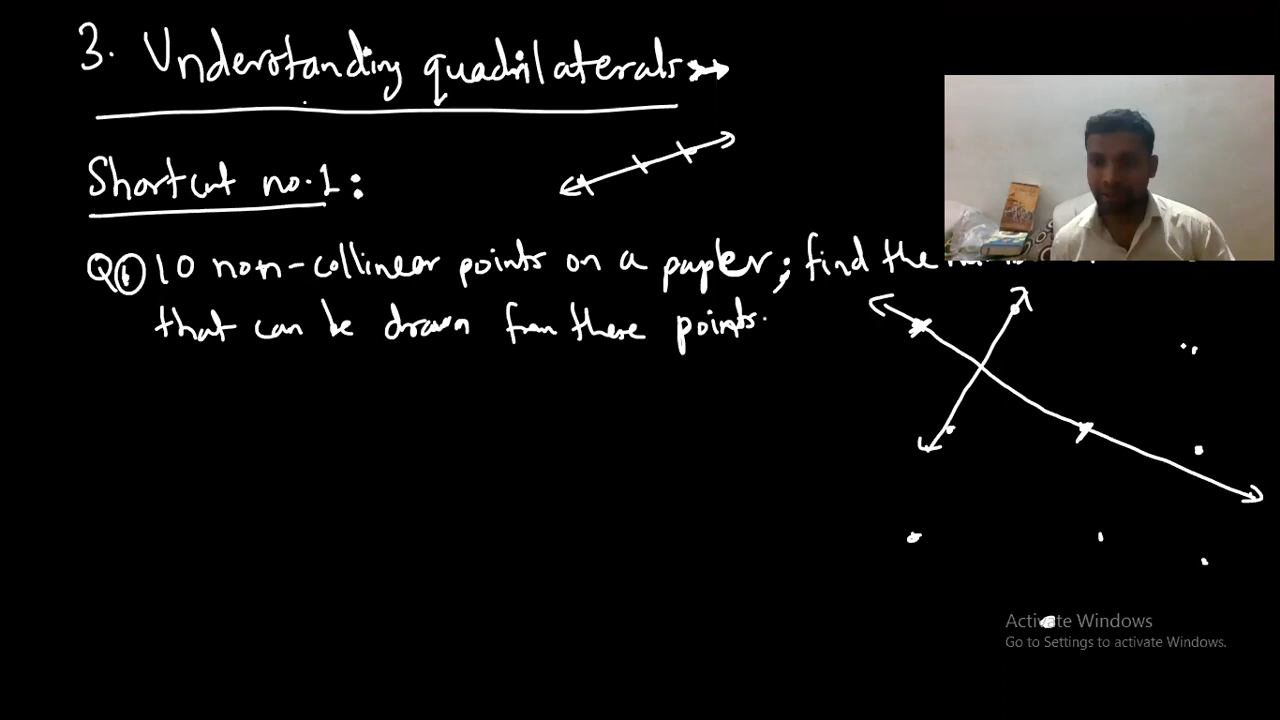 3. Understanding quadrilaterals
Shortcut no.1:
Q① 10 non-collinear points on a paper; find the
that can be drawn from these points.
Activate Windows
Go to Settings to activate Windows.